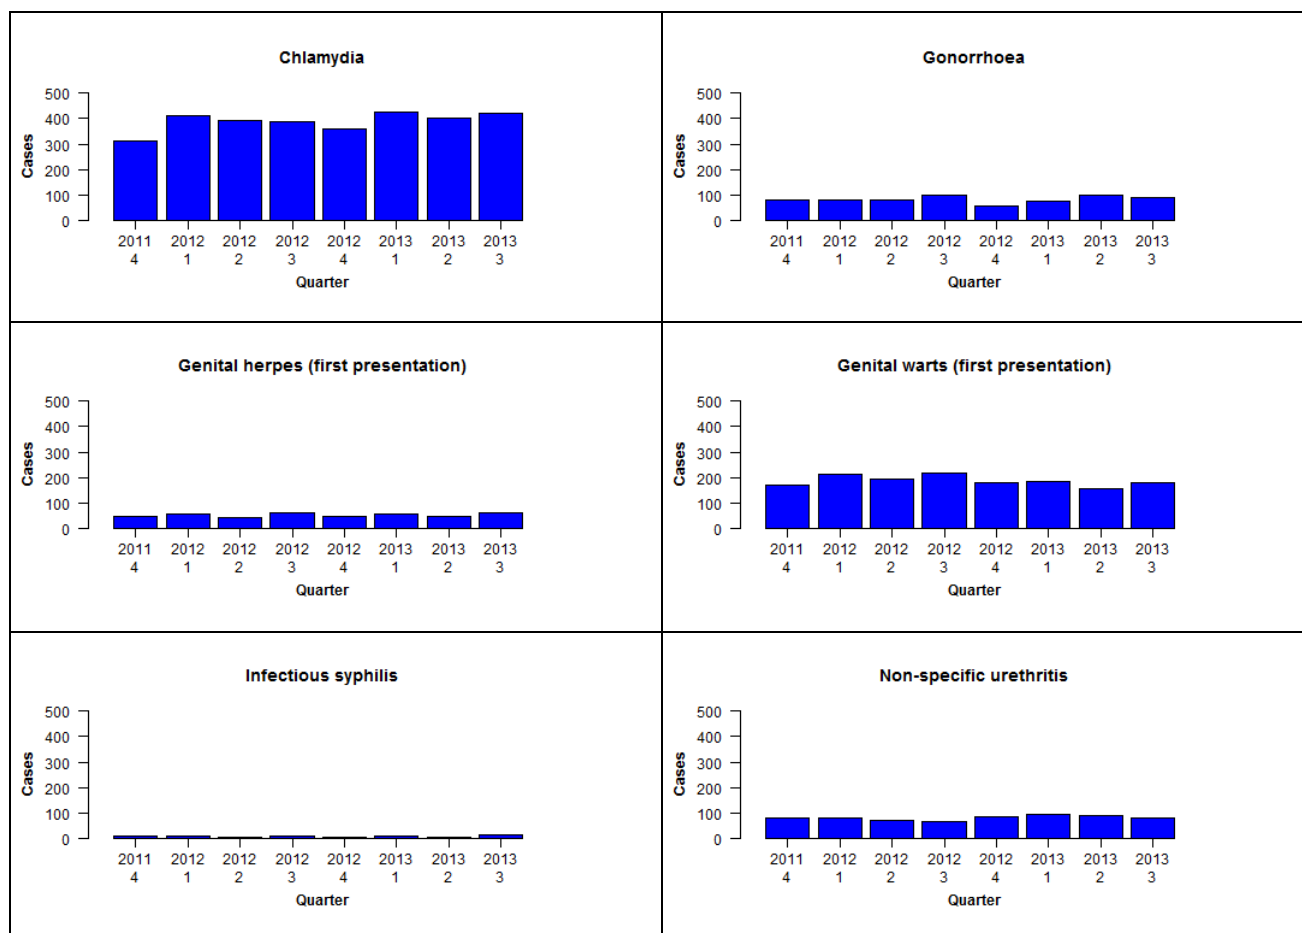 Chlamydia
500
400
300
200
100
0
Cases
2011 2012 2012 2012 2012 2013 2013 2013
4 1 2 3 4 1 2 3
Quarter
Gonorrhoea
500
400
300
200
100
0
Cases
2011 2012 2012 2012 2012 2013 2013 2013
4 1 2 3 4 1 2 3
Quarter
Genital herpes (first presentation)
500
400
300
200
100
0
Cases
2011 2012 2012 2012 2012 2013 2013 2013
4 1 2 3 4 1 2 3
Quarter
Genital warts (first presentation)
500
400
300
200
100
0
Cases
2011 2012 2012 2012 2012 2013 2013 2013
4 1 2 3 4 1 2 3
Quarter
Infectious syphilis
500
400
300
200
100
0
Cases
2011 2012 2012 2012 2012 2013 2013 2013
4 1 2 3 4 1 2 3
Quarter
Non-specific urethritis
500
400
300
200
100
0
Cases
2011 2012 2012 2012 2012 2013 2013 2013
4 1 2 3 4 1 2 3
Quarter